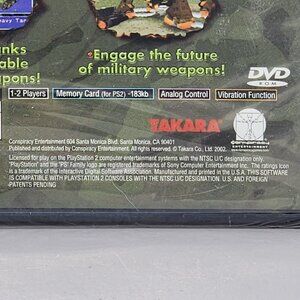 eavy Tan
anks
able
apons!
Engage the future
of military weapons!
DVD
ROM
1-2 Players
Memory Card (for PS2) -183kb
Analog Control
Vibration Function
TAKARA
CONSPIRACY
ENTERTAINMENT
Conspiracy Entertainment 604 Santa Monica Blvd. Santa Monica, CA 90401
Published and distributed by Conspiracy Entertainment. All rights reserved. © Takara Co., Ltd. 2002.
Licensed for play on the PlayStation 2 computer entertainment systems with the NTSC U/C designation only.
"PlayStation" and the "PS" Family logo are registered trademarks of Sony Computer Entertainment Inc. The ratings icon
is a trademark of the Interactive Digital Software Association. Manufactured and printed in the U.S.A. THIS SOFTWARE
IS COMPATIBLE WITH PLAYSTATION 2 CONSOLES WITH THE NTSC U/C DESIGNATION. U.S. AND FOREIGN
PATENTS PENDING